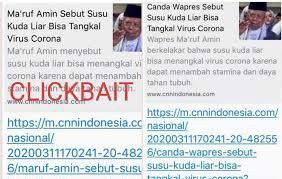 Ma'ruf Amin Sebut Susu
Kuda Liar Bisa Tangkal
Virus Corona
Ma'ruf Amin menyebut
susu kuda liar bisa
menangkal virus
Corona karena dapat
menambah
stamina tubuh.
www.cnnindonesia.com
CLICKBAIT
https://m.cnnindonesia.com/
nasional/
20200311170241-20-48255
6/maruf-amin-sebut-susu-
Canda Wapres Sebut
Susu Kuda Liar Bisa
Tangkal Virus Corona
Wapres Ma'ruf Amin
berkelakar bahwa susu kuda liar
bisa menangkal virus corona karena
dapat menambah stamina dan daya
tahan tubuh.
www.cnnindonesia.com
https://m.cnnindonesia.com/
nasional/
20200311170241-20-48255
6/canda-wapres-sebut-
susu-kuda-liar-bisa-
tangkal-virus-corona?